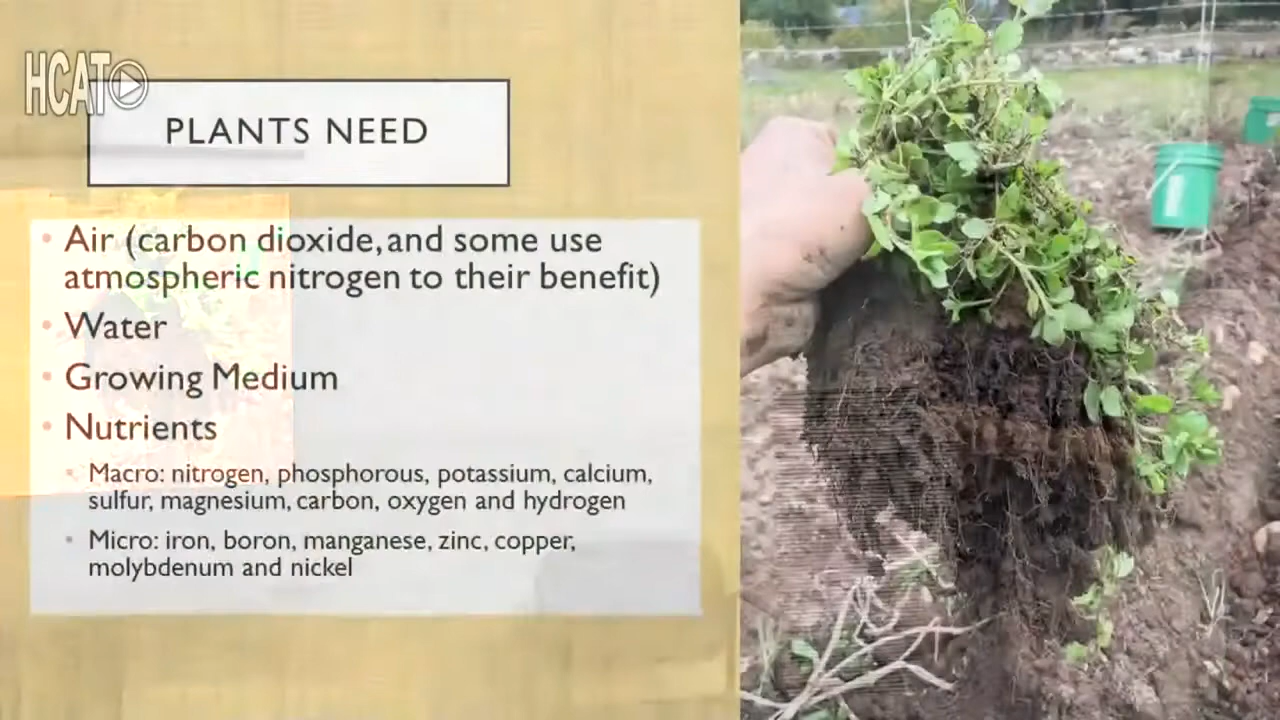 HCAT
PLANTS NEED
• Air (carbon dioxide, and some use
atmospheric nitrogen to their benefit)
• Water
• Growing Medium
• Nutrients
• Macro: nitrogen, phosphorous, potassium, calcium,
sulfur, magnesium, carbon, oxygen and hydrogen
• Micro: iron, boron, manganese, zinc, copper,
molybdenum and nickel